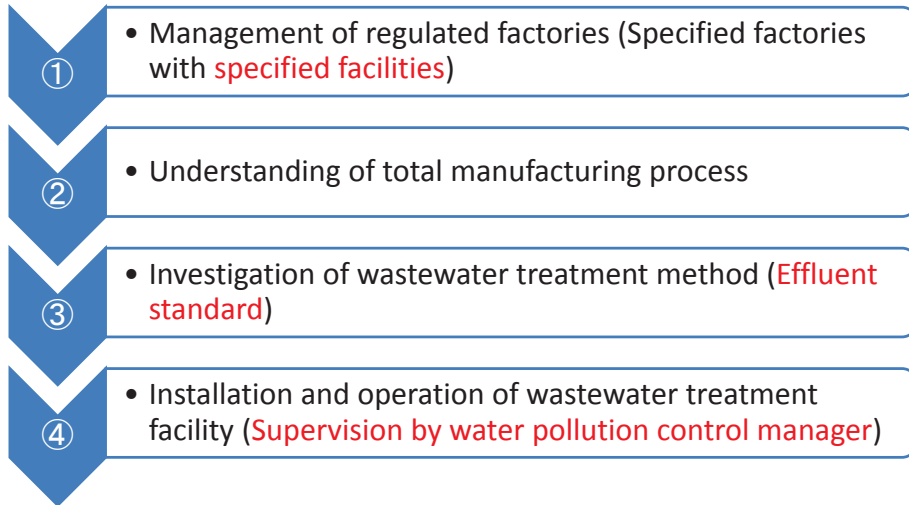 ① • Management of regulated factories (Specified factories
with specified facilities)
② • Understanding of total manufacturing process
③ • Investigation of wastewater treatment method (Effluent
standard)
④ • Installation and operation of wastewater treatment
facility (Supervision by water pollution control manager)